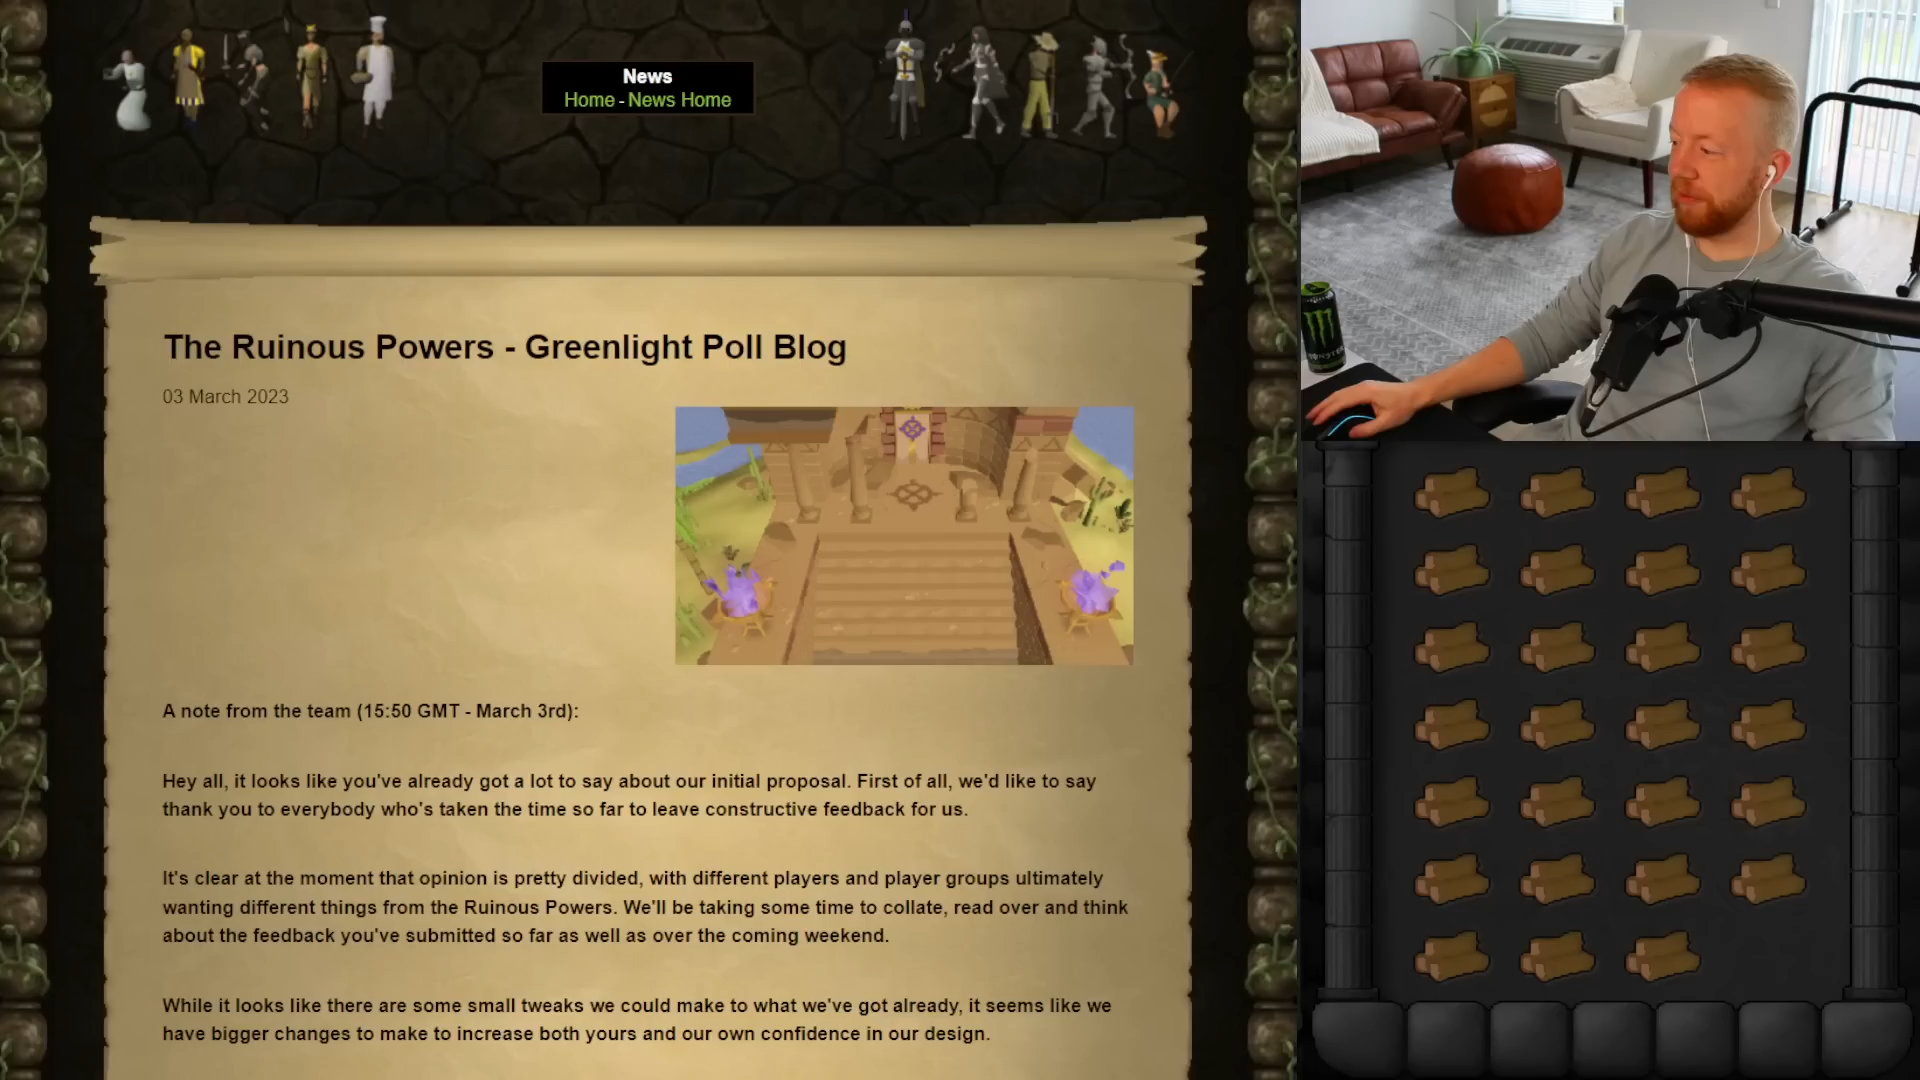 News
Home - News Home
The Ruinous Powers - Greenlight Poll Blog
03 March 2023
A note from the team (15:50 GMT - March 3rd):
Hey all, it looks like you've already got a lot to say about our initial proposal. First of all, we'd like to say
thank you to everybody who's taken the time so far to leave constructive feedback for us.
It's clear at the moment that opinion is pretty divided, with different players and player groups ultimately
wanting different things from the Ruinous Powers. We'll be taking some time to collate, read over and think
about the feedback you've submitted so far as well as over the coming weekend.
While it looks like there are some small tweaks we could make to what we've got already, it seems like we
have bigger changes to make to increase both yours and our own confidence in our design.
MONSTER